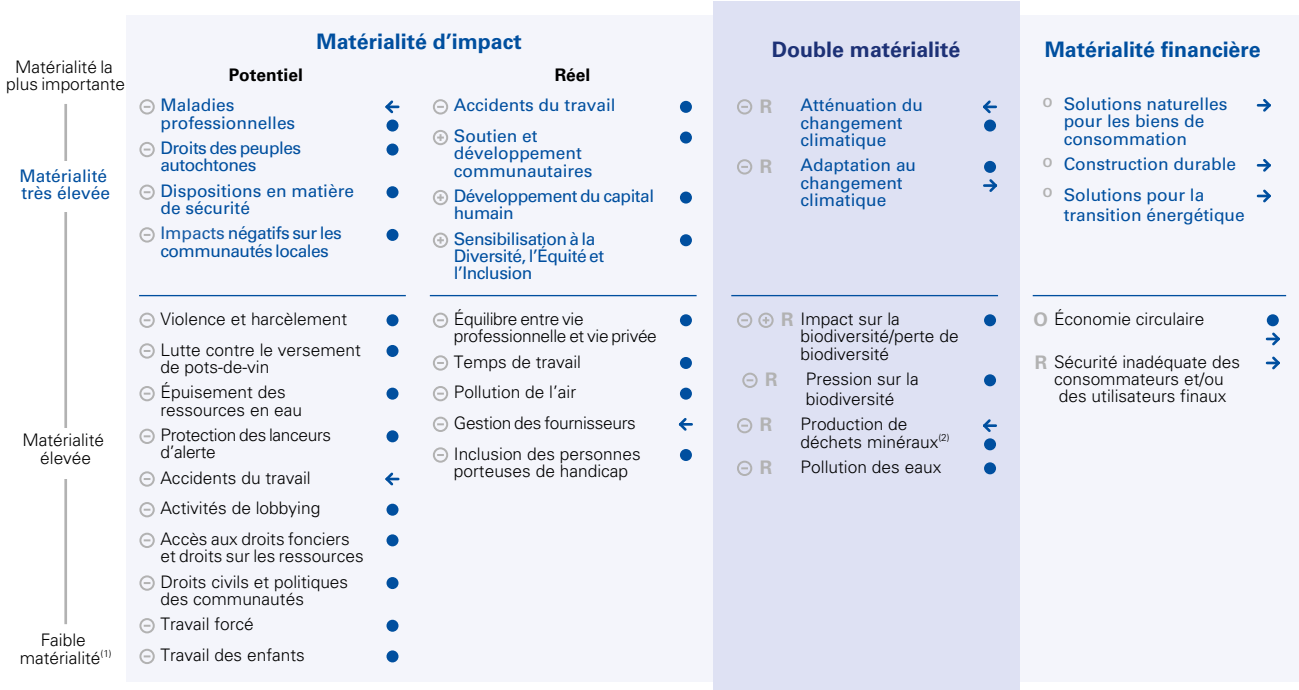 Matérialité la
plus importante
Matérialité
très élevée
Matérialité
élevée
Faible
matérialité(1)
Matérialité d’impact
Potentiel
Maladies
professionnelles
Droits des peuples
autochtones
Dispositions en matière
de sécurité
Impacts négatifs sur les
communautés locales
Violence et harcèlement
Lutte contre le versement
de pots-de-vin
Épuisement des
ressources en eau
Protection des lanceurs
d’alerte
Accidents du travail
Activités de lobbying
Accès aux droits fonciers
et droits sur les ressources
Droits civils et politiques
des communautés
Travail forcé
Travail des enfants
Réel
Accidents du travail
Soutien et
développement
communautaires
Développement du capital
humain
Sensibilisation à la
Diversité, l’Équité et
l’Inclusion
Équilibre entre vie
professionnelle et vie privée
Temps de travail
Pollution de l’air
Gestion des fournisseurs
Inclusion des personnes
porteuses de handicap
Double matérialité
R Atténuation du
changement
climatique
R Adaptation au
changement
climatique
R Impact sur la
biodiversité/perte de
biodiversité
R Pression sur la
biodiversité
R Production de
déchets minéraux(2)
R Pollution des eaux
Matérialité financière
O Solutions naturelles
pour les biens de
consommation
O Construction durable
O Solutions pour la
transition énergétique
O Économie circulaire
R Sécurité inadéquate des
consommateurs et/ou
des utilisateurs finaux